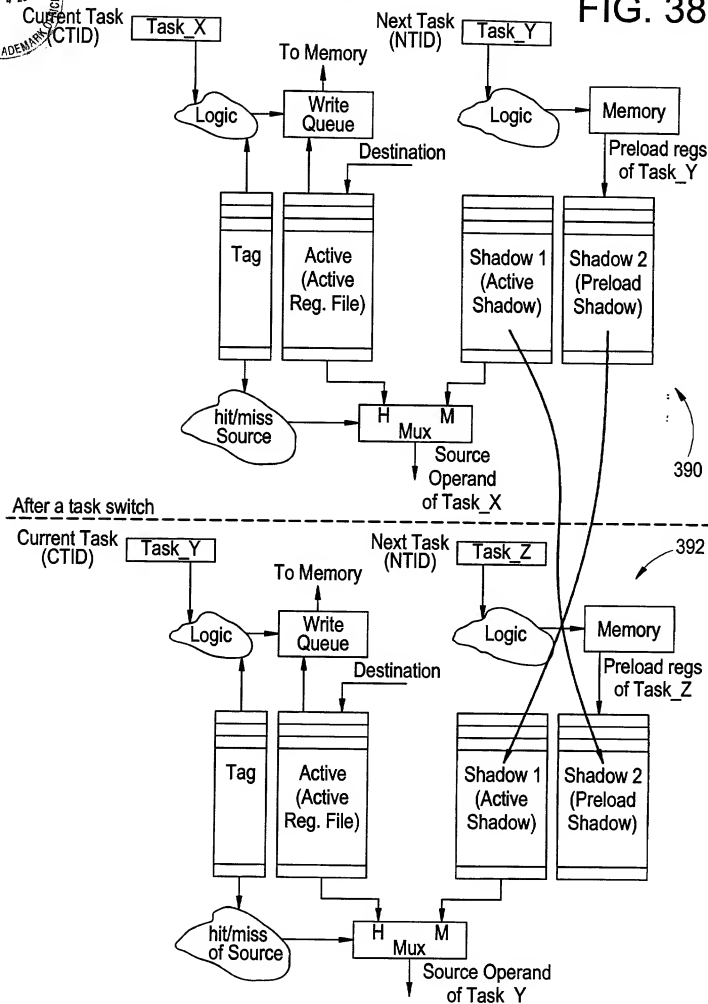 FIG. 38
ADEMARK
Current Task
(CTID)
Task_X
Next Task
(NTID)
Task_Y
To Memory
Logic
Write
Queue
Logic
Memory
Destination
Preload regs
of Task_Y
Tag
Active
(Active
Reg. File)
Shadow 1
(Active
Shadow)
Shadow 2
(Preload
Shadow)
hit/miss
Source
H M
Mux
Source
Operand
of Task_X
390
After a task switch
Current Task
(CTID)
Task_Y
Next Task
(NTID)
Task_Z
392
To Memory
Logic
Write
Queue
Logic
Memory
Destination
Preload regs
of Task_Z
Tag
Active
(Active
Reg. File)
Shadow 1
(Active
Shadow)
Shadow 2
(Preload
Shadow)
hit/miss
of Source
H M
Mux
Source Operand
of Task_Y